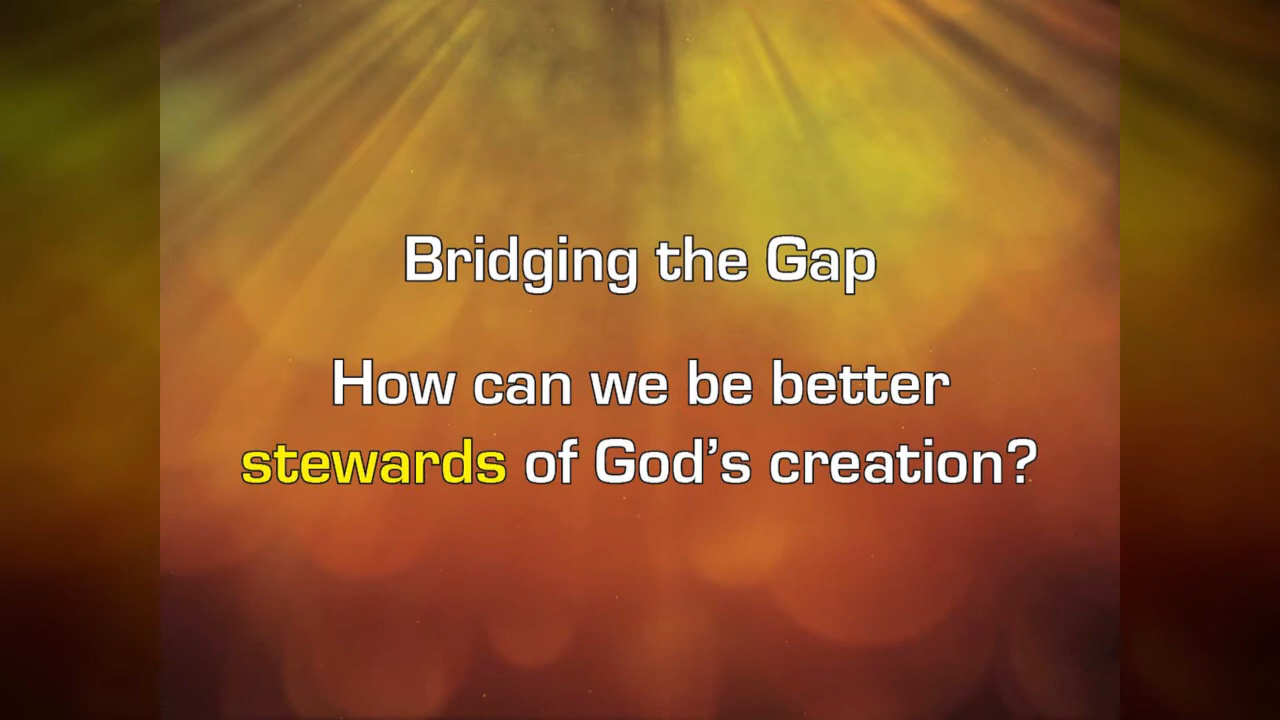 Bridging the Gap
How can we be better
stewards of God’s creation?